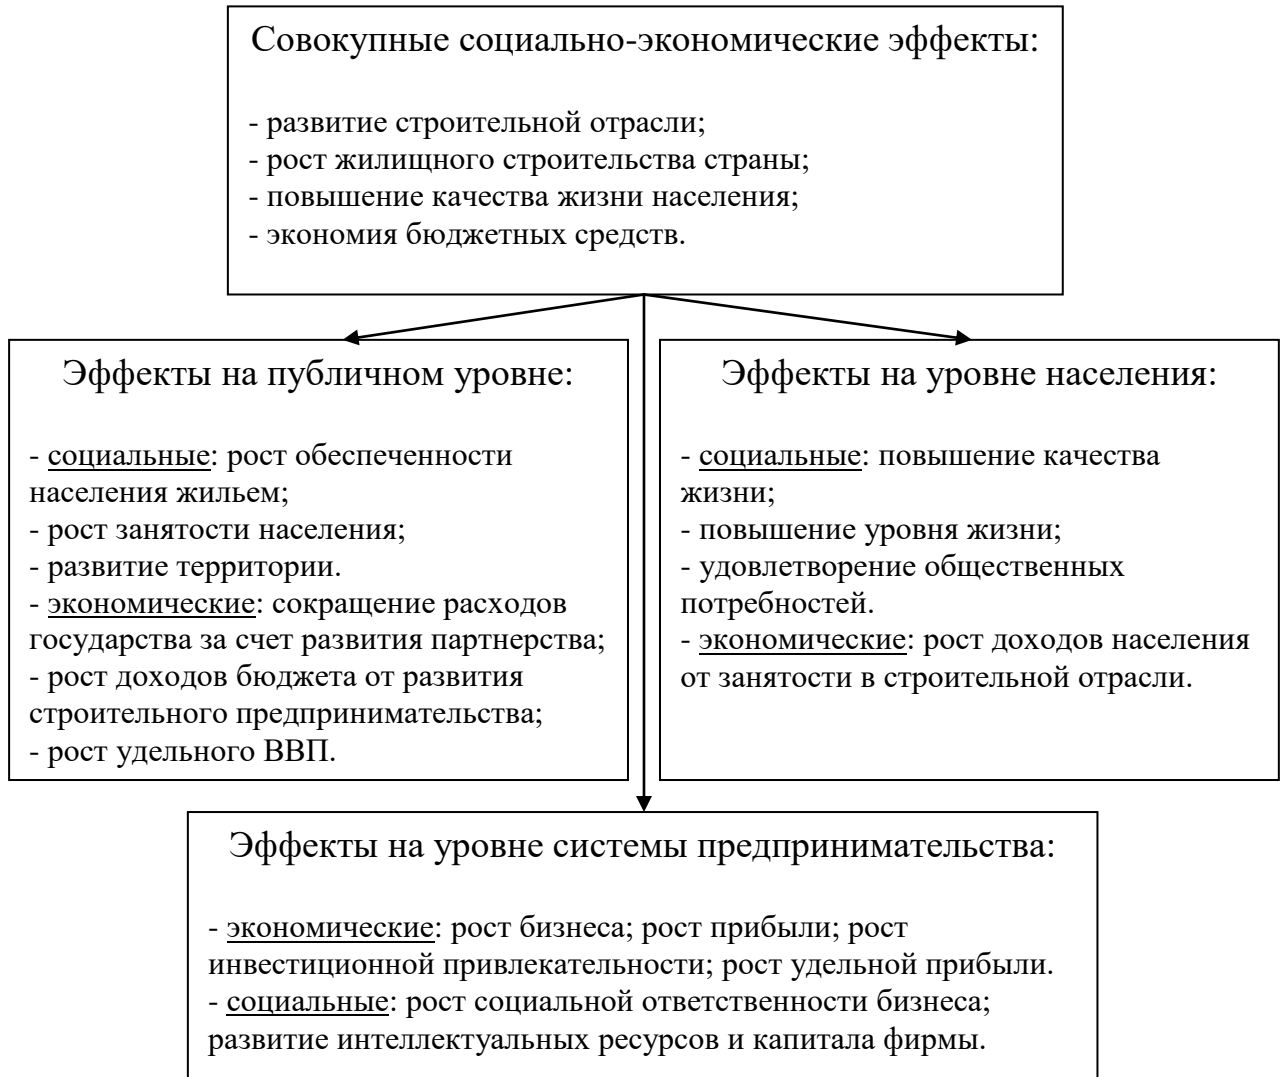 Совокупные социально-экономические эффекты:
- развитие строительной отрасли;
- рост жилищного строительства страны;
- повышение качества жизни населения;
- экономия бюджетных средств.
Эффекты на публичном уровне:
- социальные: рост обеспеченности
населения жильем;
- рост занятости населения;
- развитие территории.
- экономические: сокращение расходов
государства за счет развития партнерства;
- рост доходов бюджета от развития
строительного предпринимательства;
- рост удельного ВВП.
Эффекты на уровне населения:
- социальные: повышение качества
жизни;
- повышение уровня жизни;
- удовлетворение общественных
потребностей.
- экономические: рост доходов населения
от занятости в строительной отрасли.
Эффекты на уровне системы предпринимательства:
- экономические: рост бизнеса; рост прибыли; рост
инвестиционной привлекательности; рост удельной прибыли.
- социальные: рост социальной ответственности бизнеса;
развитие интеллектуальных ресурсов и капитала фирмы.